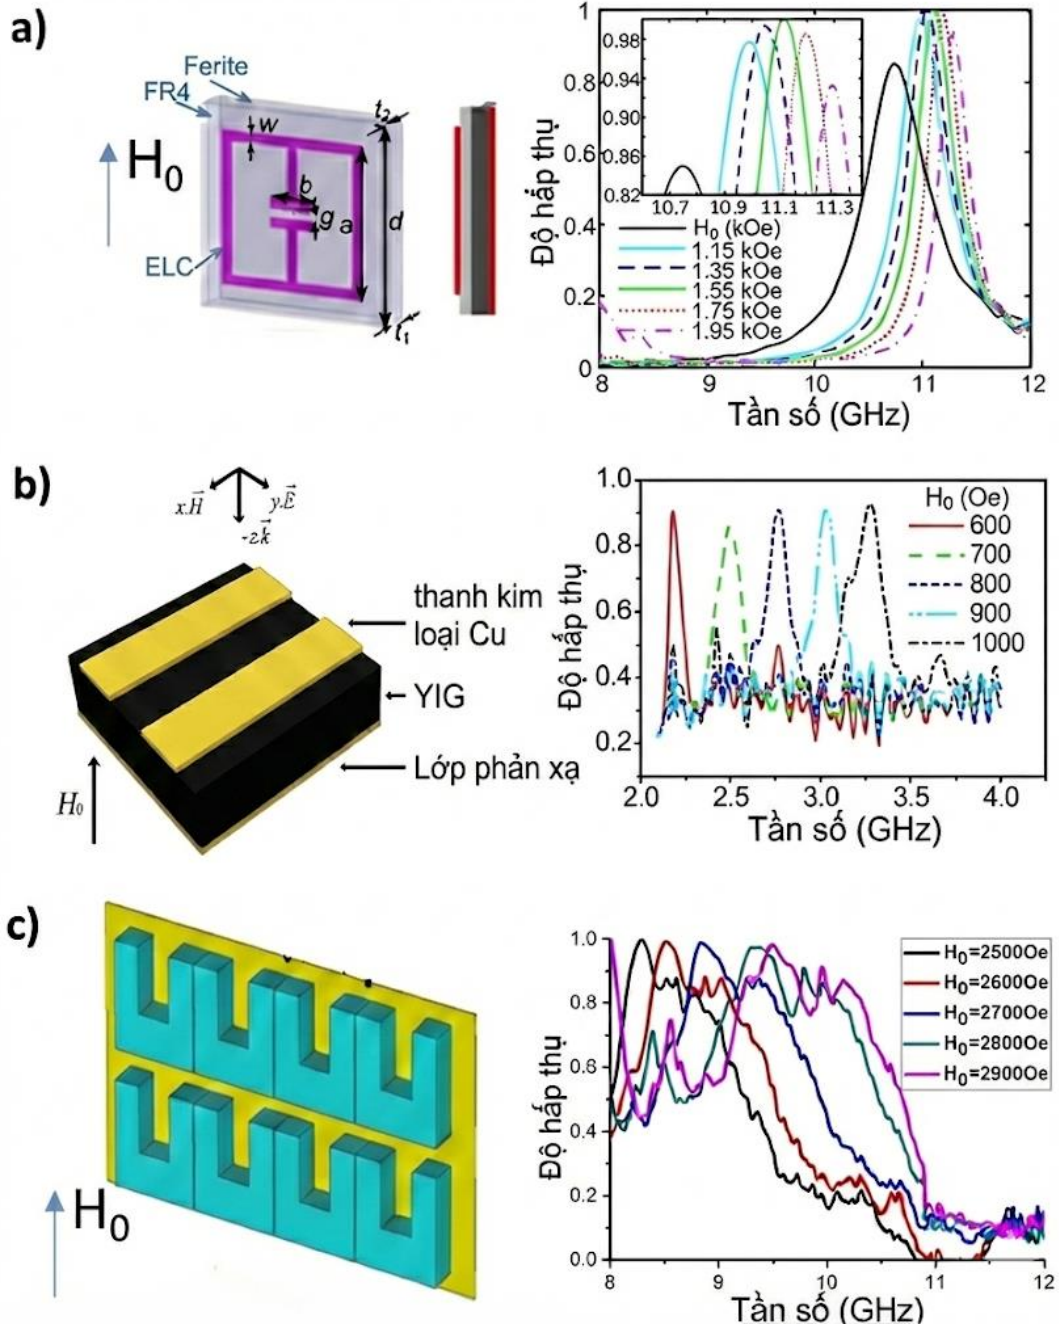 a)
Ferite
FR4
H₀
ELC
w
b
g
a
d
t₂
t₁
Độ hấp thụ
1
0.8
0.6
0.4
0.2
0
0.98
0.94
0.90
0.86
0.82
10.7 10.9 11.1 11.3
H₀ (kOe)
1.15 kOe
1.35 kOe
1.55 kOe
1.75 kOe
1.95 kOe
8 9 10 11 12
Tần số (GHz)
b)
x.H⃗ y.E⃗
-zk⃗
thanh kim
loại Cu
YIG
Lớp phản xạ
H₀
Độ hấp thụ
1.0
0.8
0.6
0.4
0.2
H₀ (Oe)
600
700
800
900
1000
2.0 2.5 3.0 3.5 4.0
Tần số (GHz)
c)
H₀
Độ hấp thụ
1.0
0.8
0.6
0.4
0.2
0.0
H₀=2500Oe
H₀=2600Oe
H₀=2700Oe
H₀=2800Oe
H₀=2900Oe
8 9 10 11 12
Tần số (GHz)